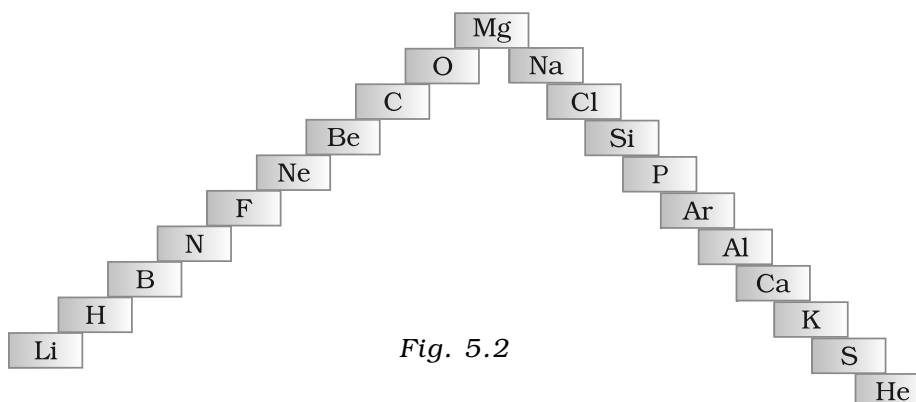 Mg
O Na
C Cl
Be Si
Ne P
F Ar
N Al
B Ca
H K
Li Fig. 5.2 S
He